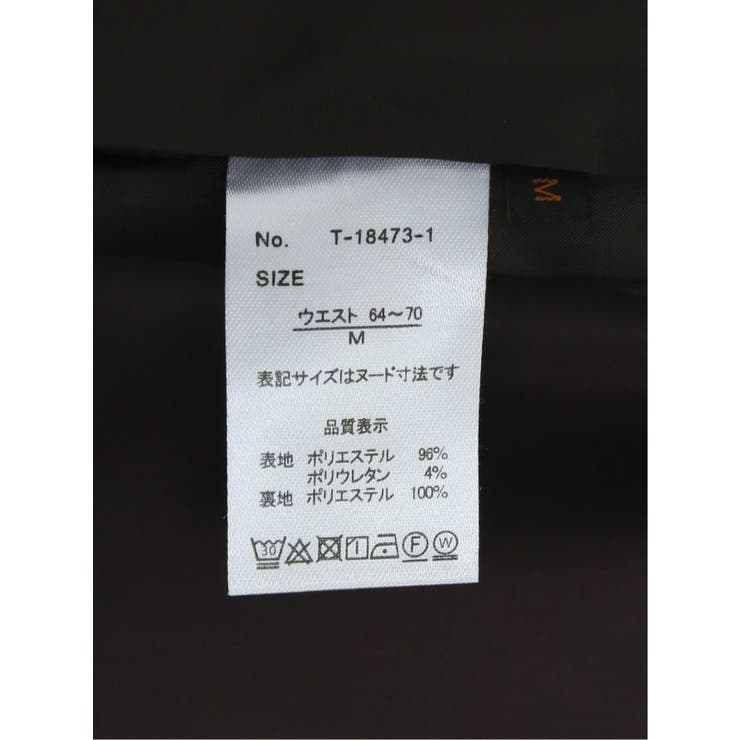 No. T-18473-1
M
SIZE
ウエスト 64～70
M
表記サイズはヌード寸法です
品質表示
表地 ポリエステル 96%
ポリウレタン 4%
裏地 ポリエステル 100%
30 F W